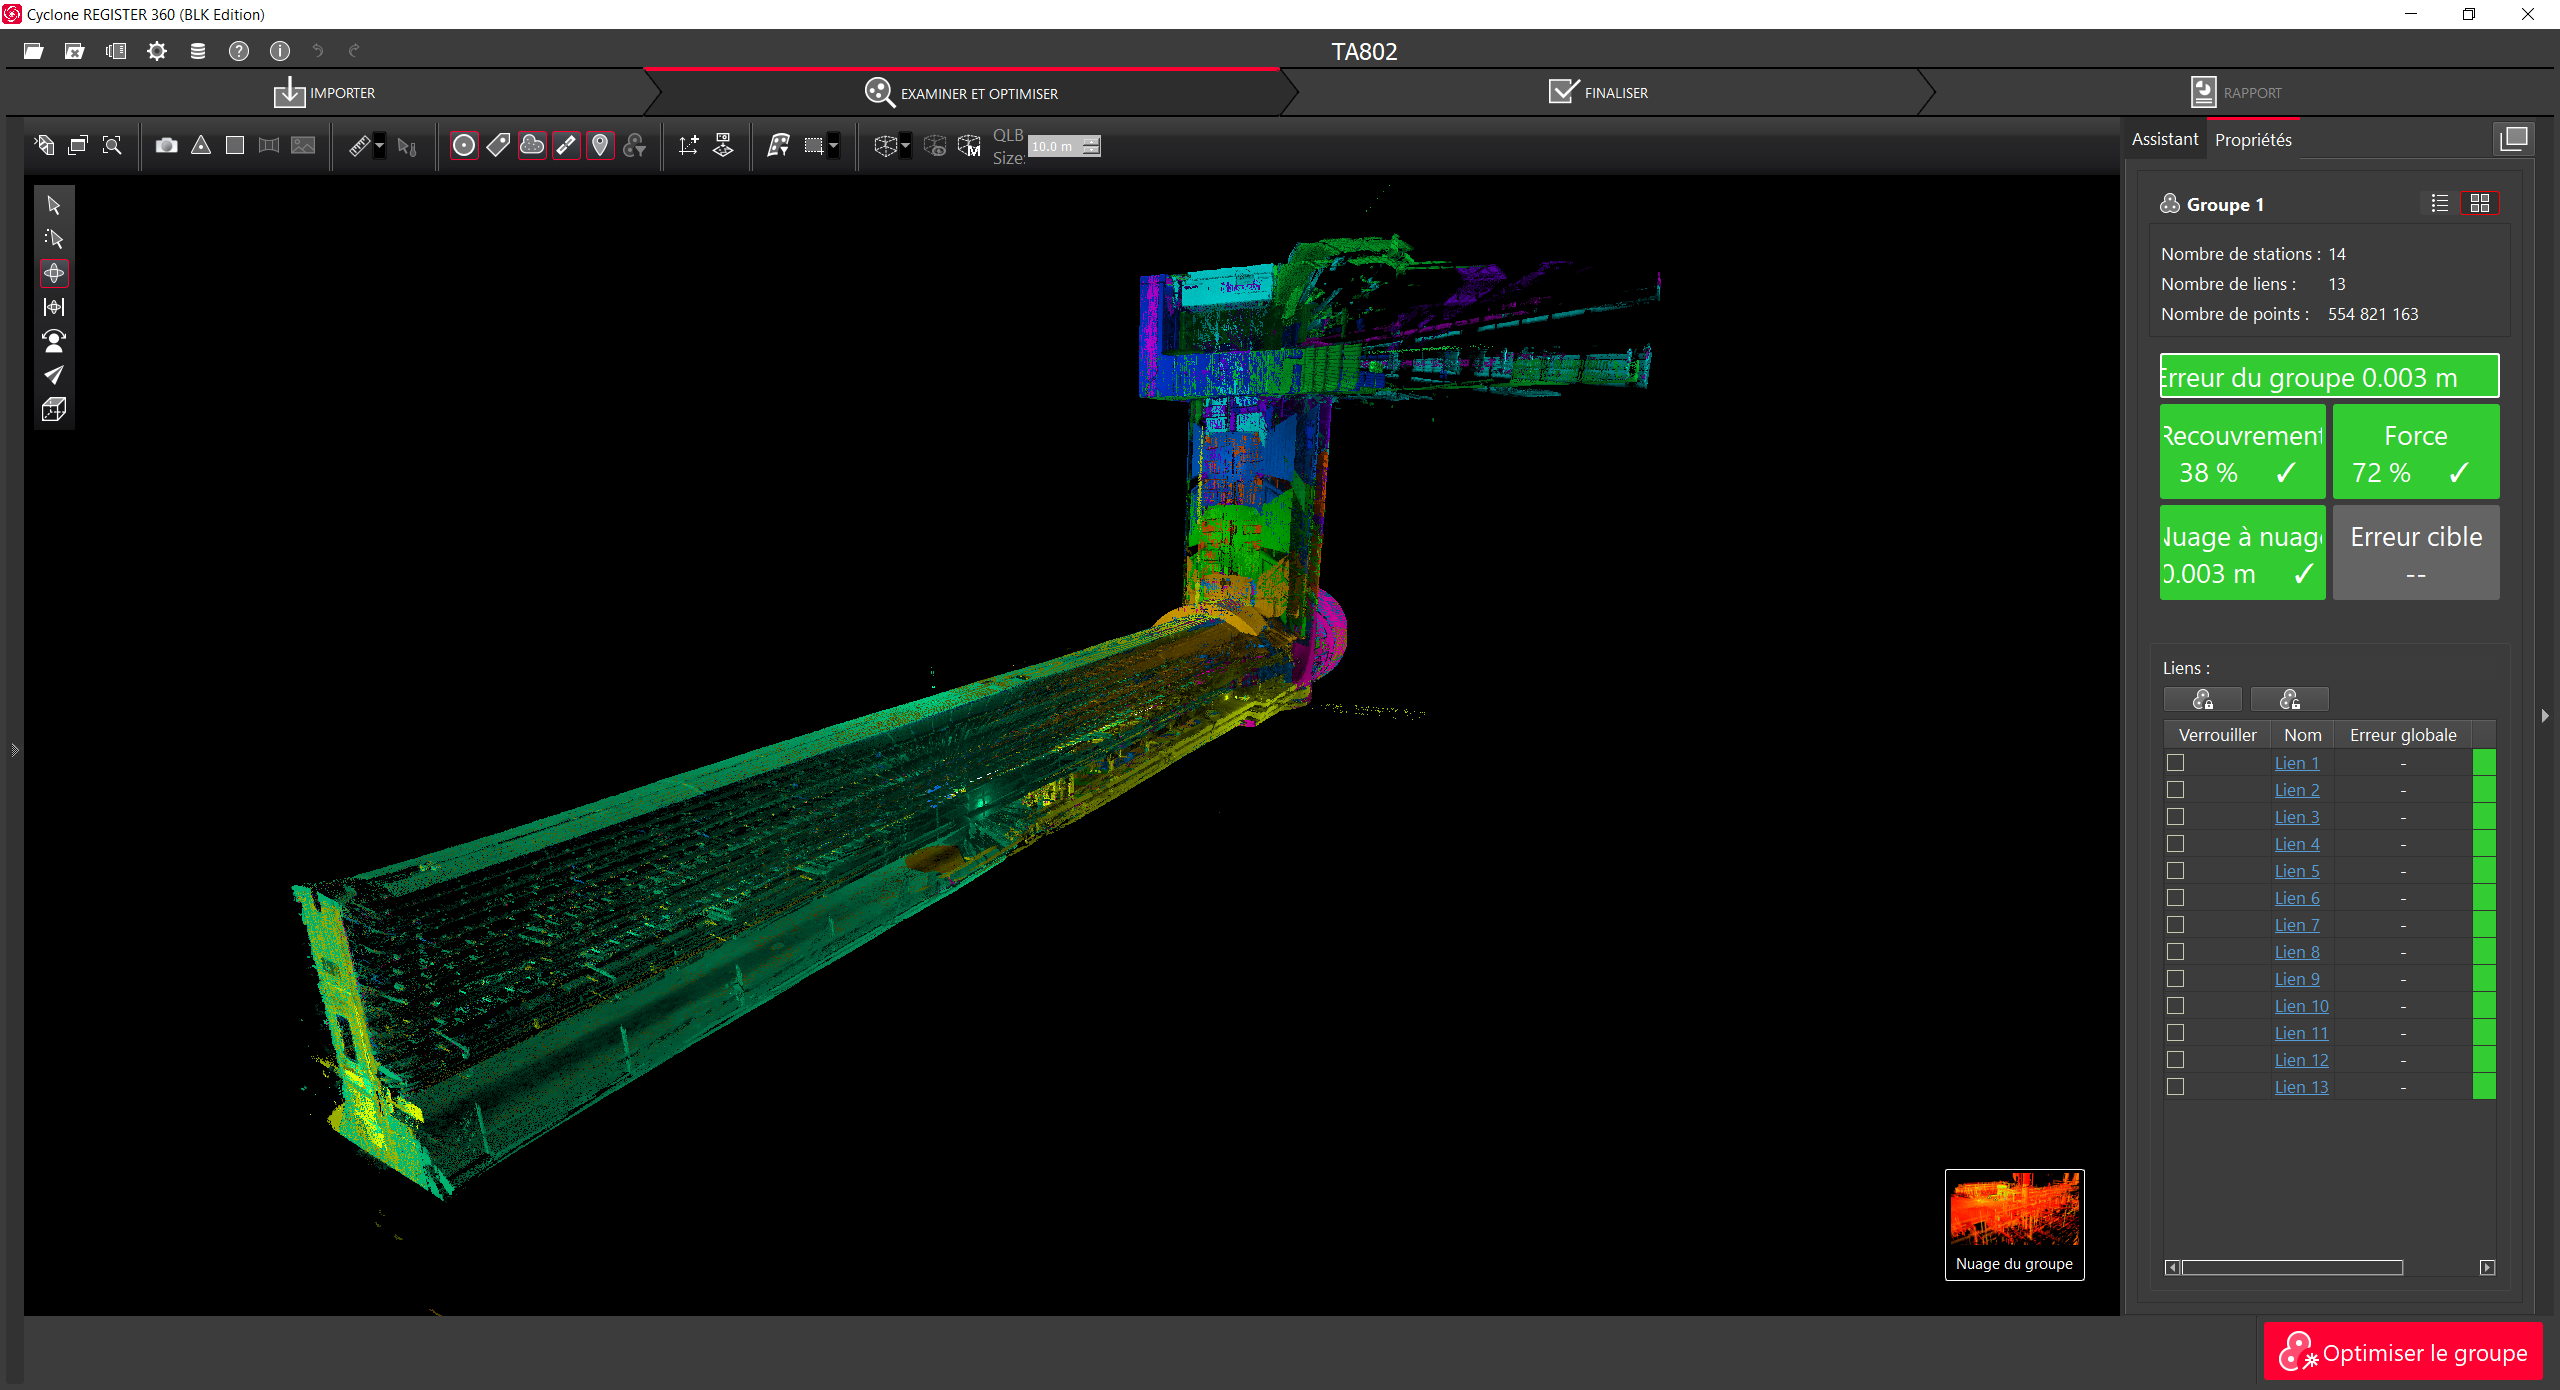 Cyclone REGISTER 360 (BLK Edition)
TA802
IMPORTER
EXAMINER ET OPTIMISER
FINALISER
RAPPORT
QLB
Size:
10.0 m
Assistant
Propriétés
Groupe 1
Nombre de stations : 14
Nombre de liens : 13
Nombre de points : 554 821 163
Erreur du groupe 0.003 m
Recouvrement
38 % ✓
Force
72 % ✓
Nuage à nuage
0.003 m ✓
Erreur cible
--
Liens :
Verrouiller Nom Erreur globale
Lien 1 -
Lien 2 -
Lien 3 -
Lien 4 -
Lien 5 -
Lien 6 -
Lien 7 -
Lien 8 -
Lien 9 -
Lien 10 -
Lien 11 -
Lien 12 -
Lien 13 -
Nuage du groupe
Optimiser le groupe